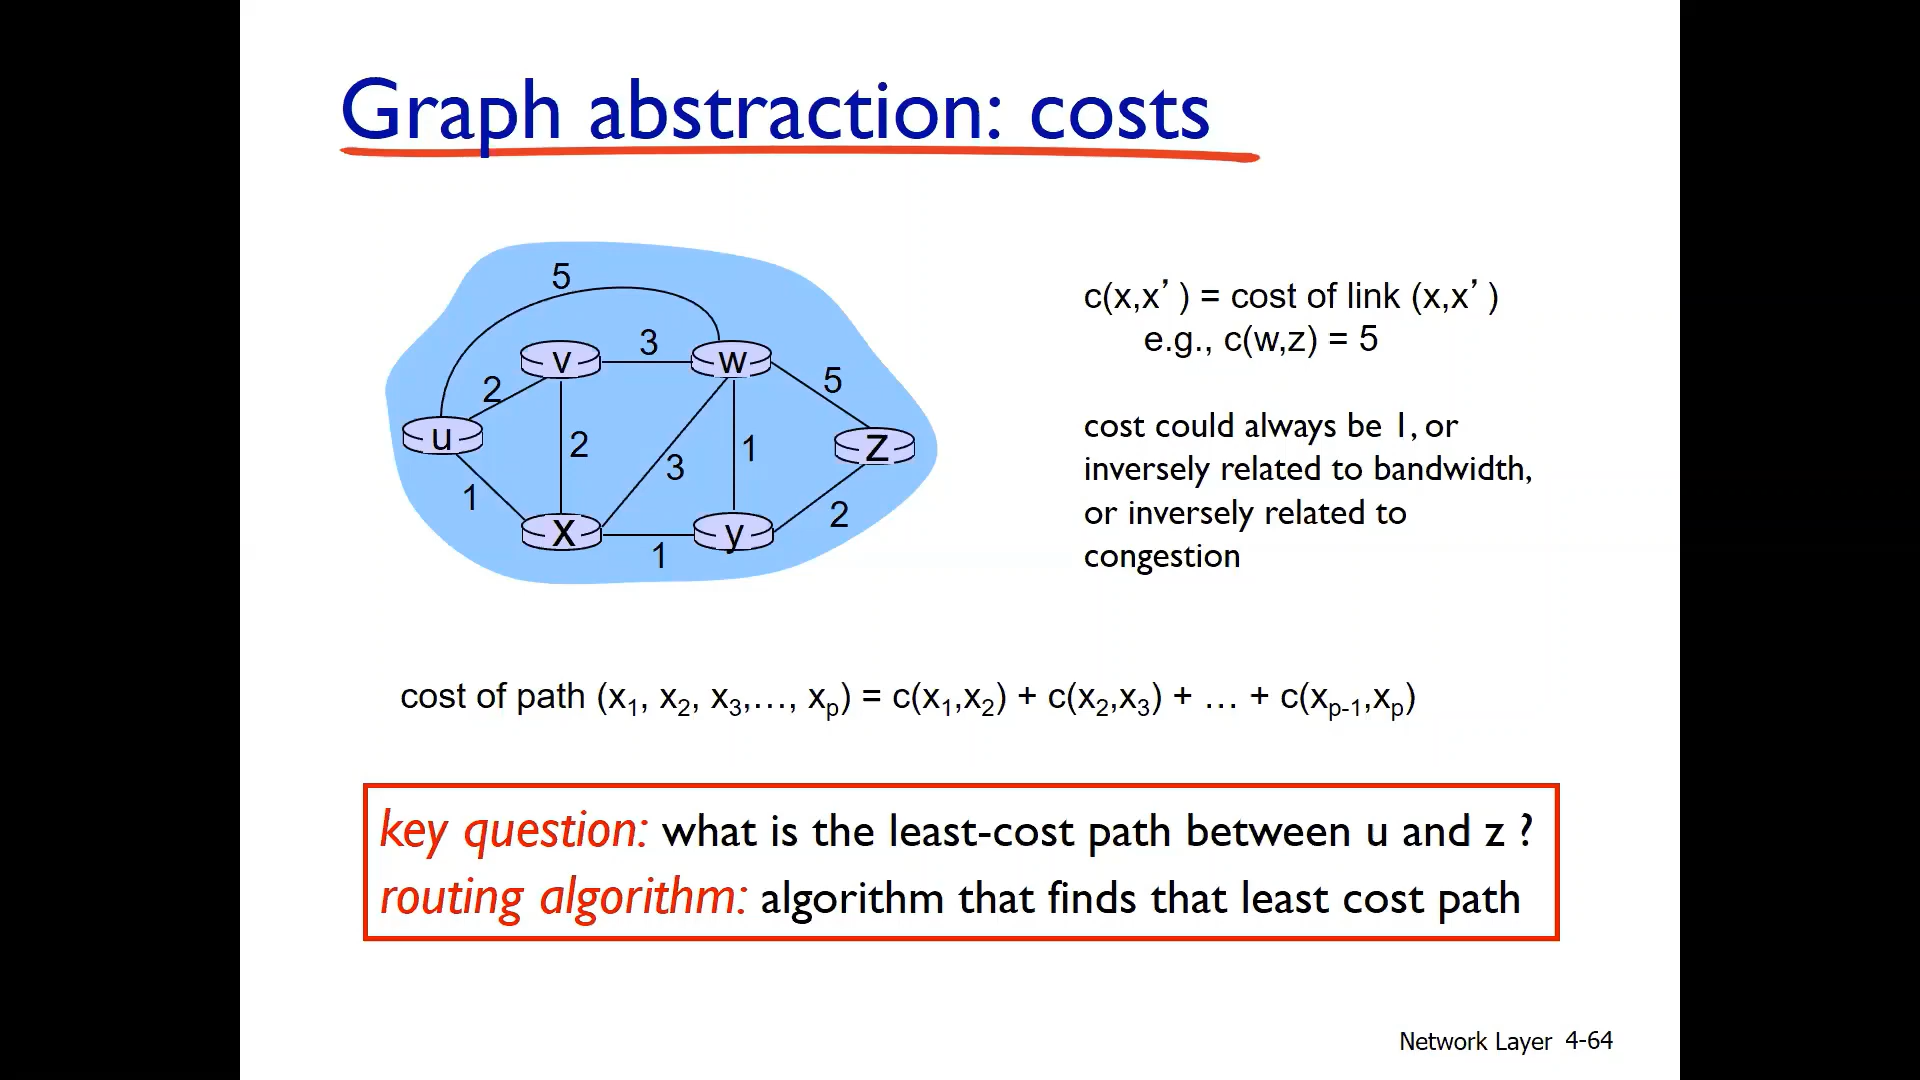 Graph abstraction: costs
5
3
v
w
2
5
u
2
1
z
3
1
2
x
y
1
c(x,x’ ) = cost of link (x,x’ )
e.g., c(w,z) = 5
cost could always be 1, or
inversely related to bandwidth,
or inversely related to
congestion
cost of path (x₁, x₂, x₃,…, xₚ) = c(x₁,x₂) + c(x₂,x₃) + … + c(xₚ₋₁,xₚ)
key question: what is the least-cost path between u and z ?
routing algorithm: algorithm that finds that least cost path
Network Layer 4-64